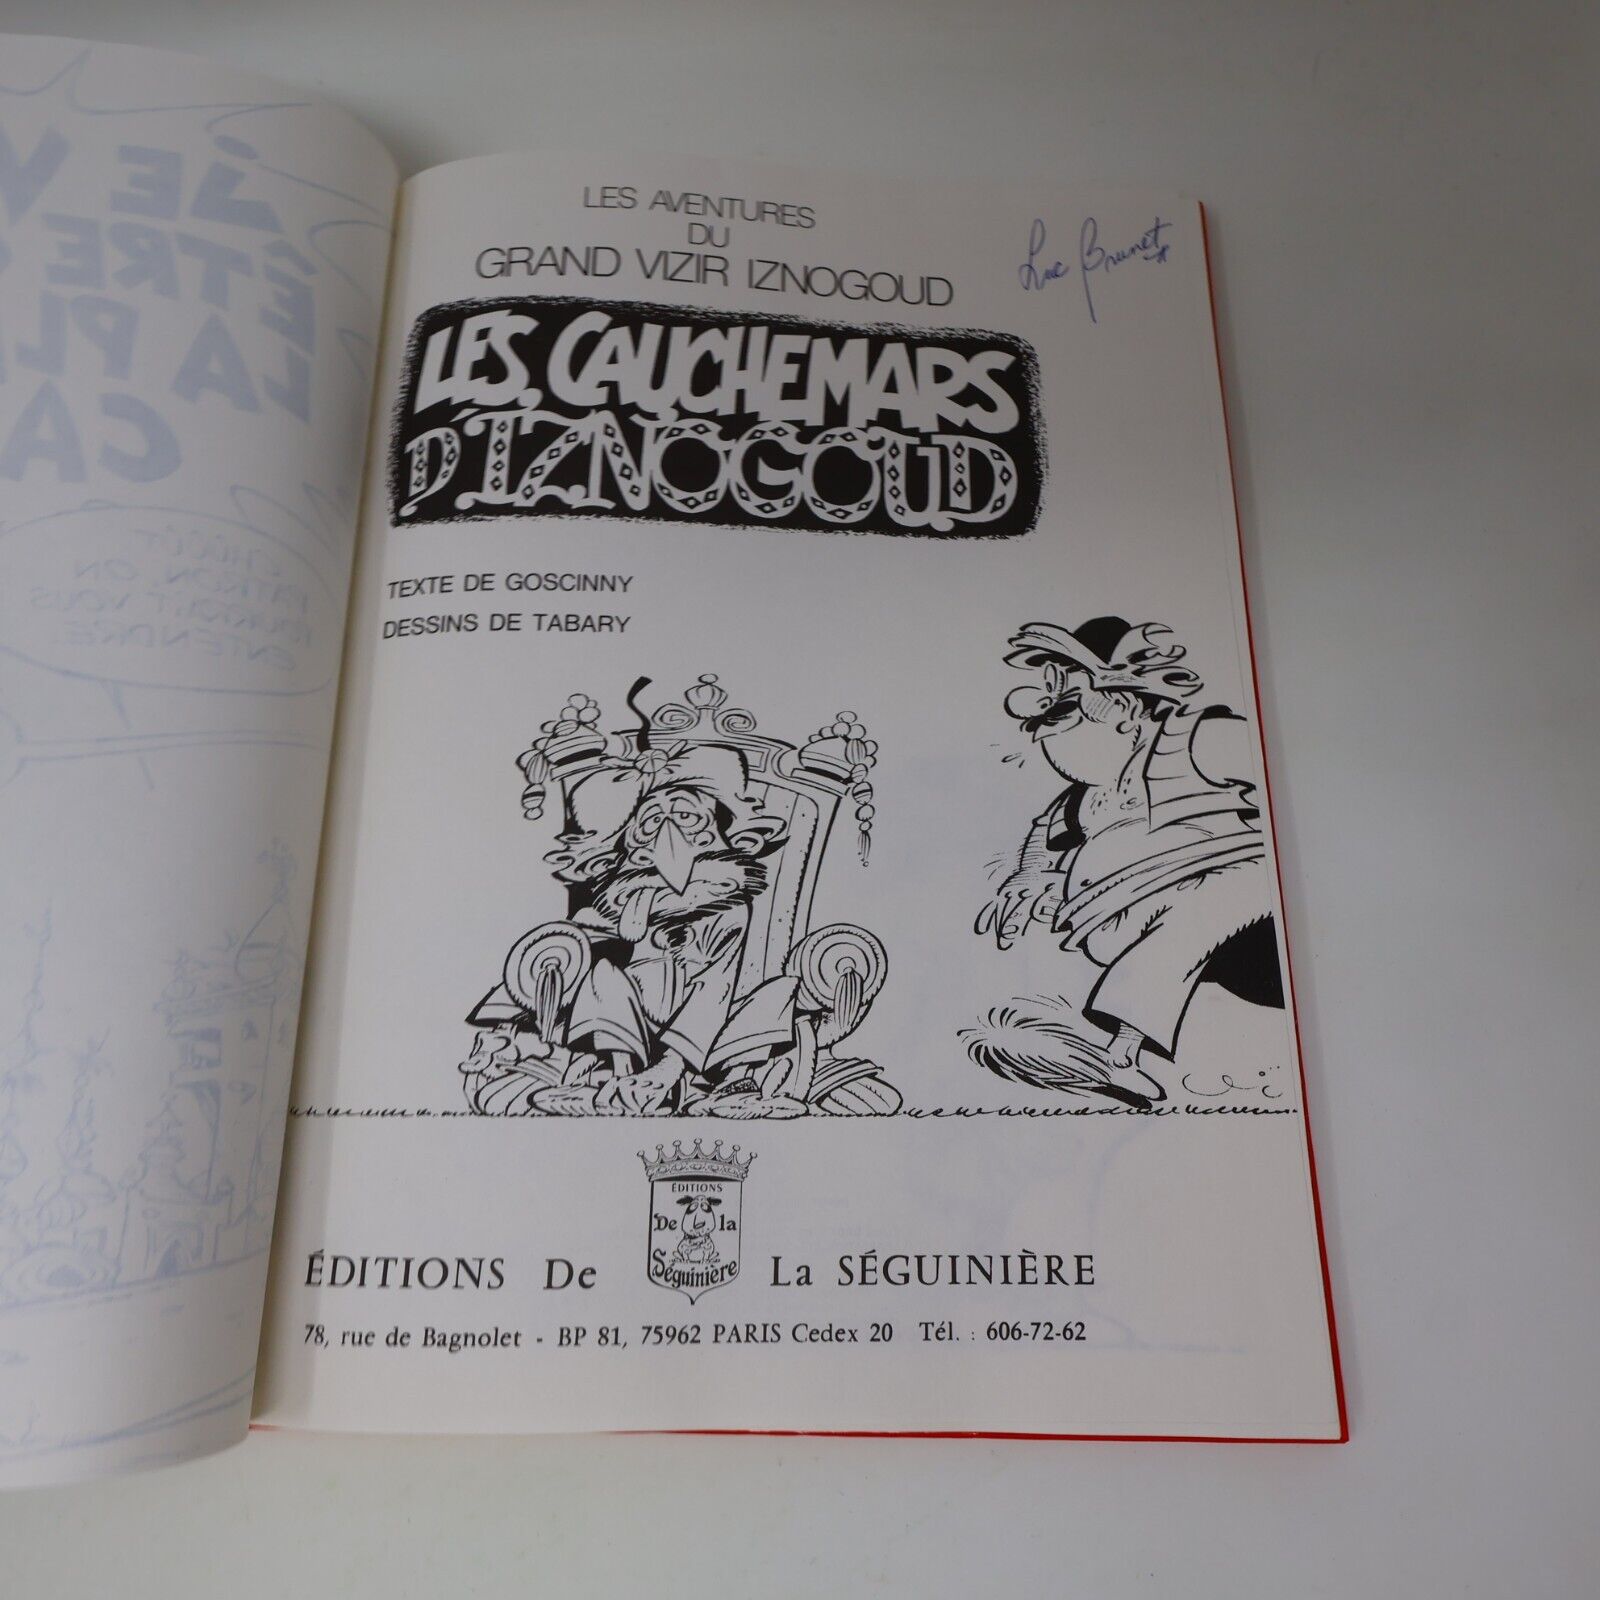 LES AVENTURES
DU
GRAND VIZIR IZNOGOUD
Luc Brunet
LES CAUCHEMARS
D'IZNOGOUD
TEXTE DE GOSCINNY
DESSINS DE TABARY
ÉDITIONS
De la
Séguinière
ÉDITIONS De La SÉGUINIÈRE
78, rue de Bagnolet - BP 81, 75962 PARIS Cedex 20 Tél. : 606-72-62